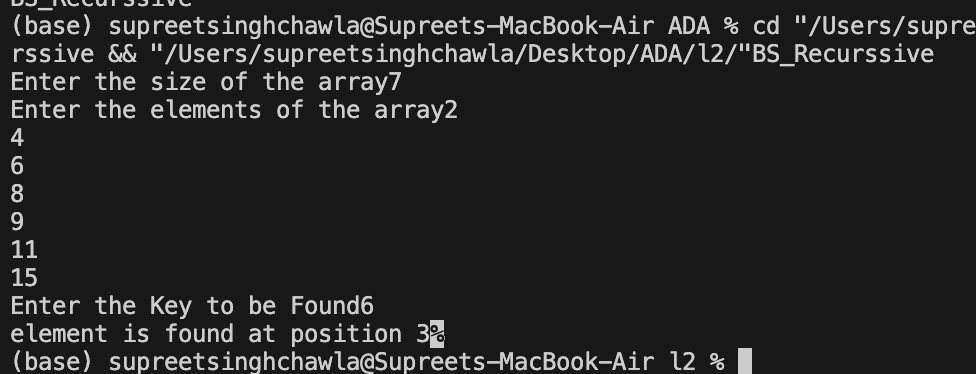 BS_Recurssive
(base) supreetsinghchawla@Supreets-MacBook-Air ADA % cd "/Users/supre
rssive && "/Users/supreetsinghchawla/Desktop/ADA/l2/"BS_Recurssive
Enter the size of the array7
Enter the elements of the array2
4
6
8
9
11
15
Enter the Key to be Found6
element is found at position 3%
(base) supreetsinghchawla@Supreets-MacBook-Air l2 %